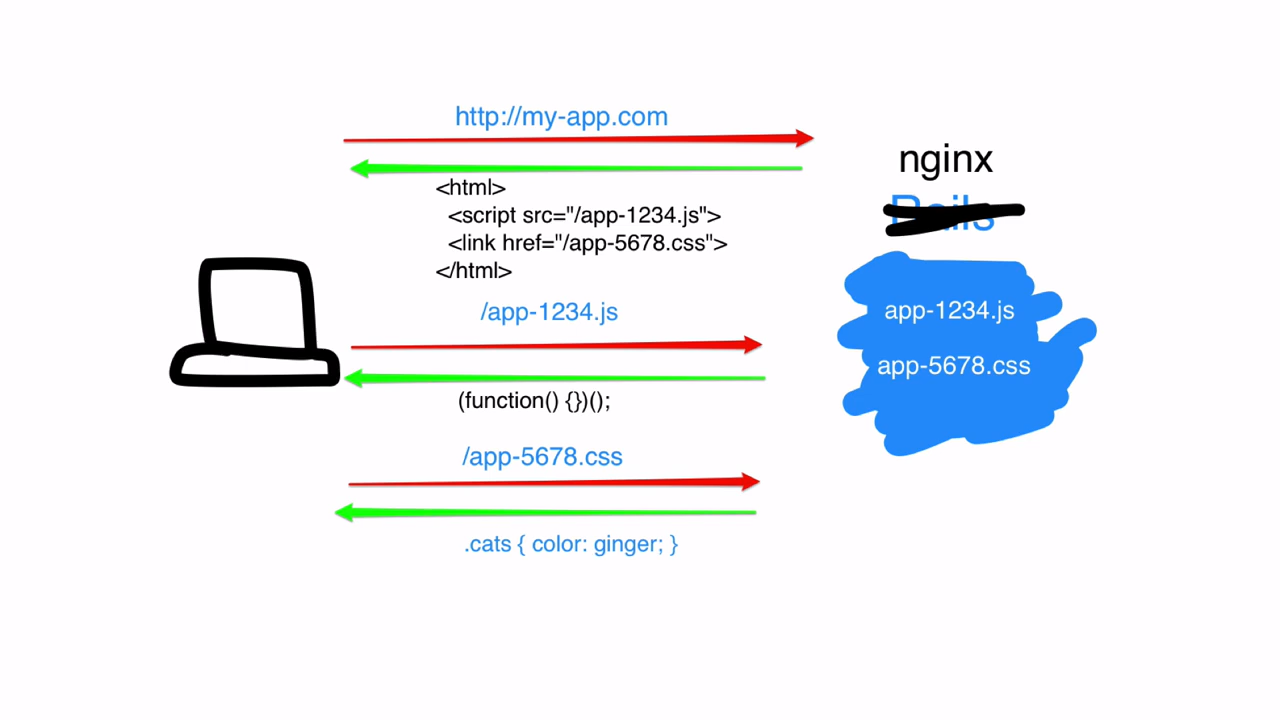 http://my-app.com
nginx
Rails
<html>
<script src="/app-1234.js">
<link href="/app-5678.css">
</html>
/app-1234.js
(function() {})();
/app-5678.css
.cats { color: ginger; }
app-1234.js
app-5678.css